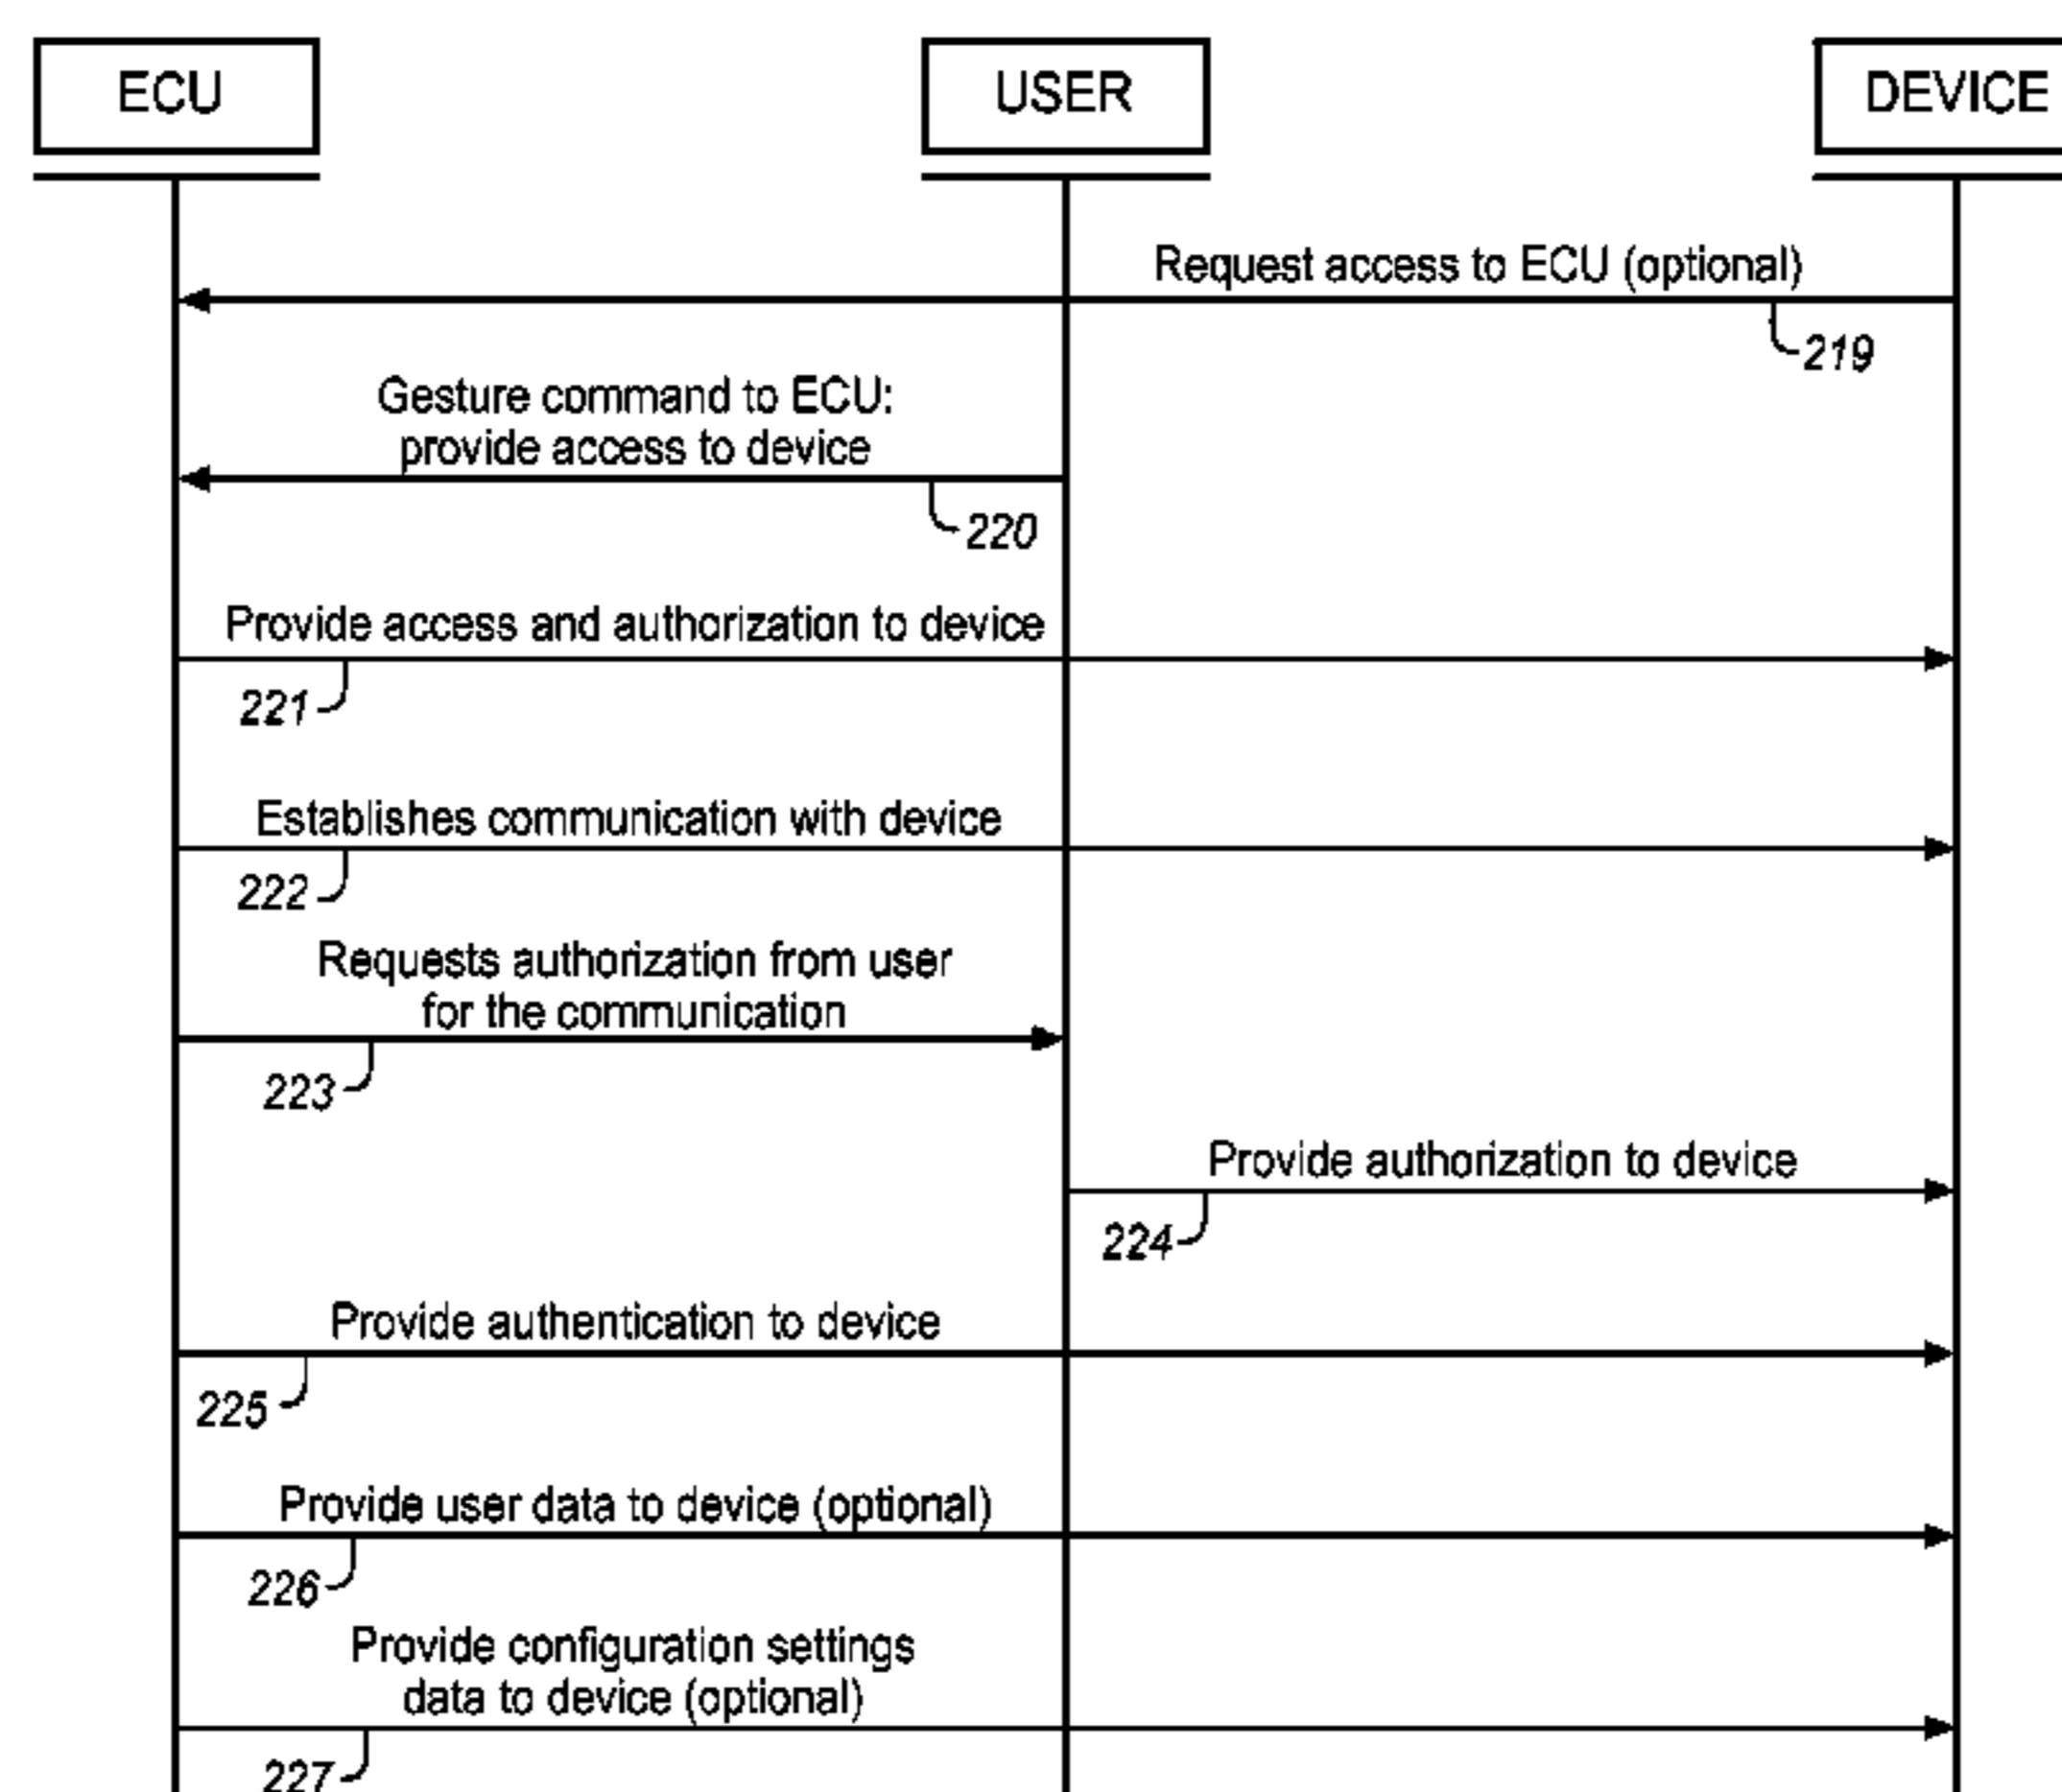 ECU
USER
DEVICE
Request access to ECU (optional)
219
Gesture command to ECU:
provide access to device
220
Provide access and authorization to device
221
Establishes communication with device
222
Requests authorization from user
for the communication
223
Provide authorization to device
224
Provide authentication to device
225
Provide user data to device (optional)
226
Provide configuration settings
data to device (optional)
227